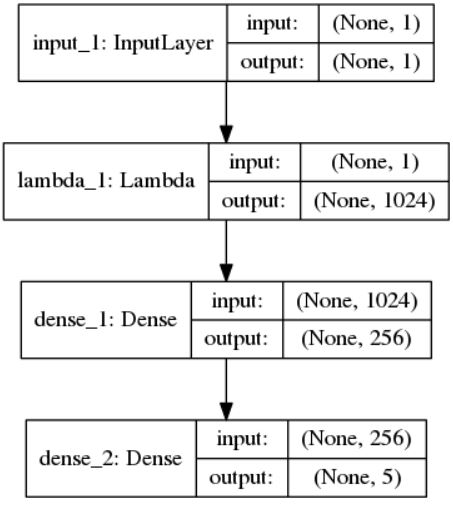 input_1: InputLayer
input: (None, 1)
output: (None, 1)
lambda_1: Lambda
input: (None, 1)
output: (None, 1024)
dense_1: Dense
input: (None, 1024)
output: (None, 256)
dense_2: Dense
input: (None, 256)
output: (None, 5)